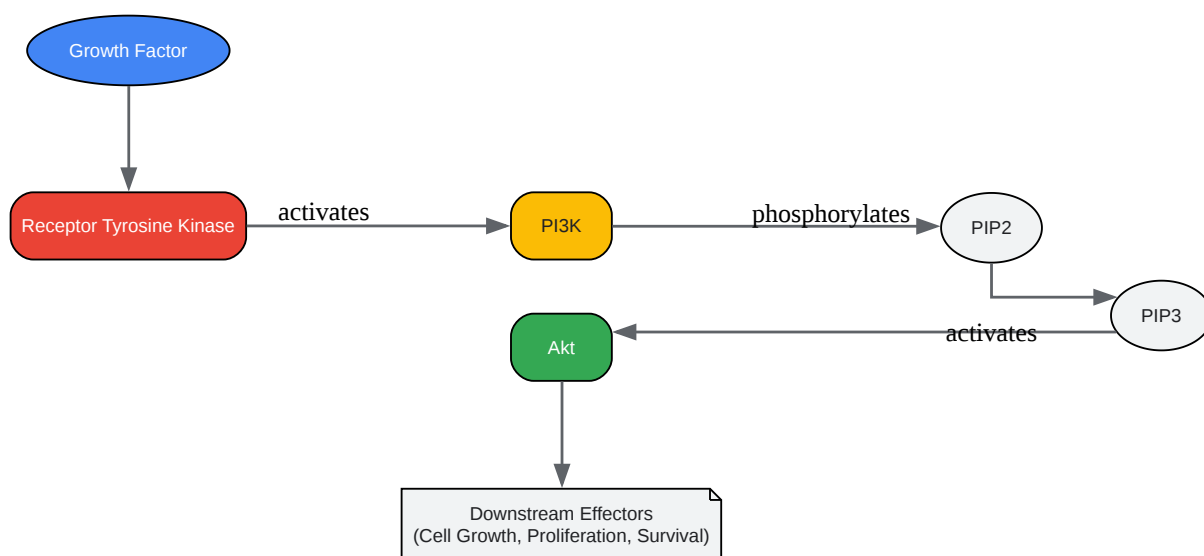 Growth Factor
Receptor Tyrosine Kinase
activates
PI3K
phosphorylates
PIP2
PIP3
activates
Akt
Downstream Effectors
(Cell Growth, Proliferation, Survival)